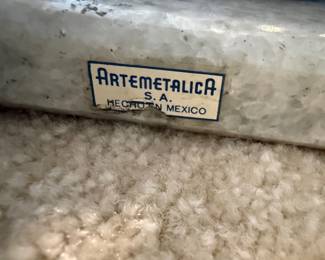 ARTEMETALICA
S. A.
HECHO EN MEXICO